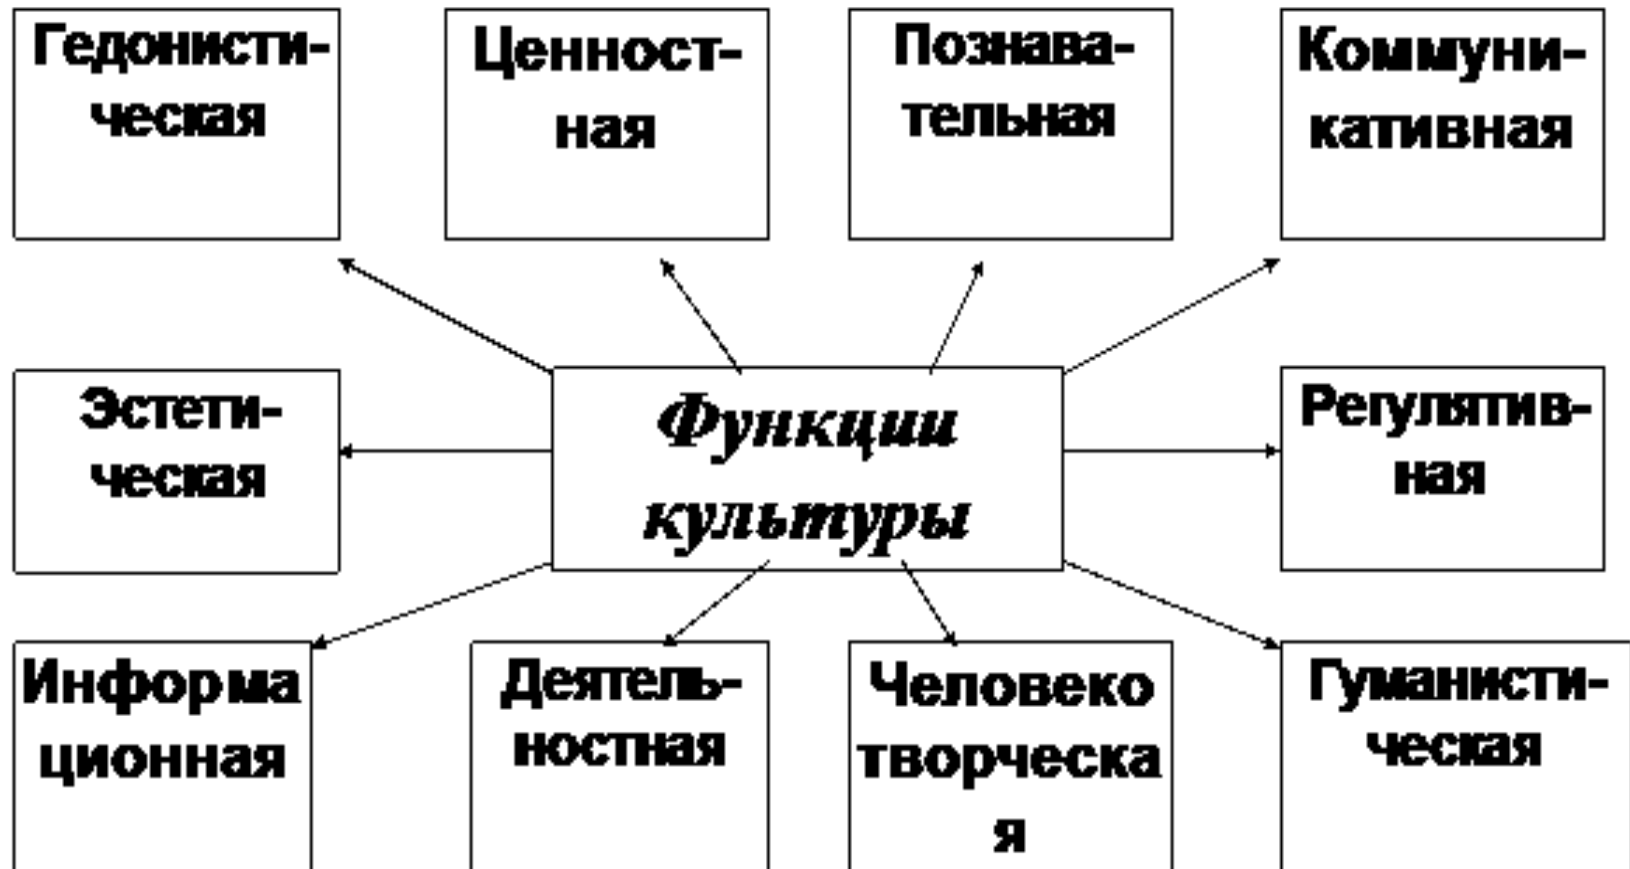 Гедонисти-
ческая
Ценност-
ная
Познава-
тельная
Коммуни-
кативная
Эстети-
ческая
Функции
культуры
Регулятив-
ная
Информа
ционная
Деятель-
ностная
Человеко
творческа
я
Гуманисти-
ческая